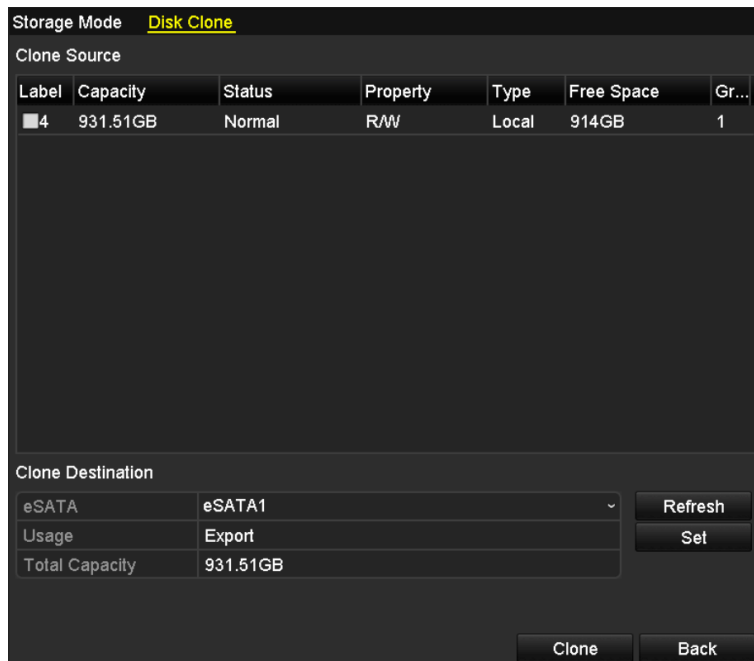 Storage Mode Disk Clone
Clone Source
Label Capacity Status Property Type Free Space Gr...
4 931.51GB Normal R/W Local 914GB 1
Clone Destination
eSATA eSATA1 Refresh
Usage Export Set
Total Capacity 931.51GB
Clone Back